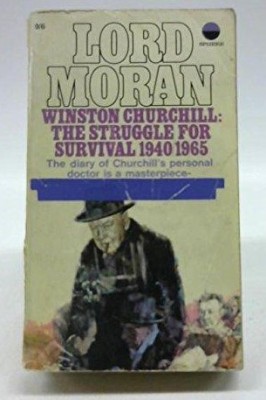 LORD
MORAN
WINSTON CHURCHILL:
THE STRUGGLE FOR
SURVIVAL 1940 1965
The diary of Churchill's personal
doctor is a masterpiece-